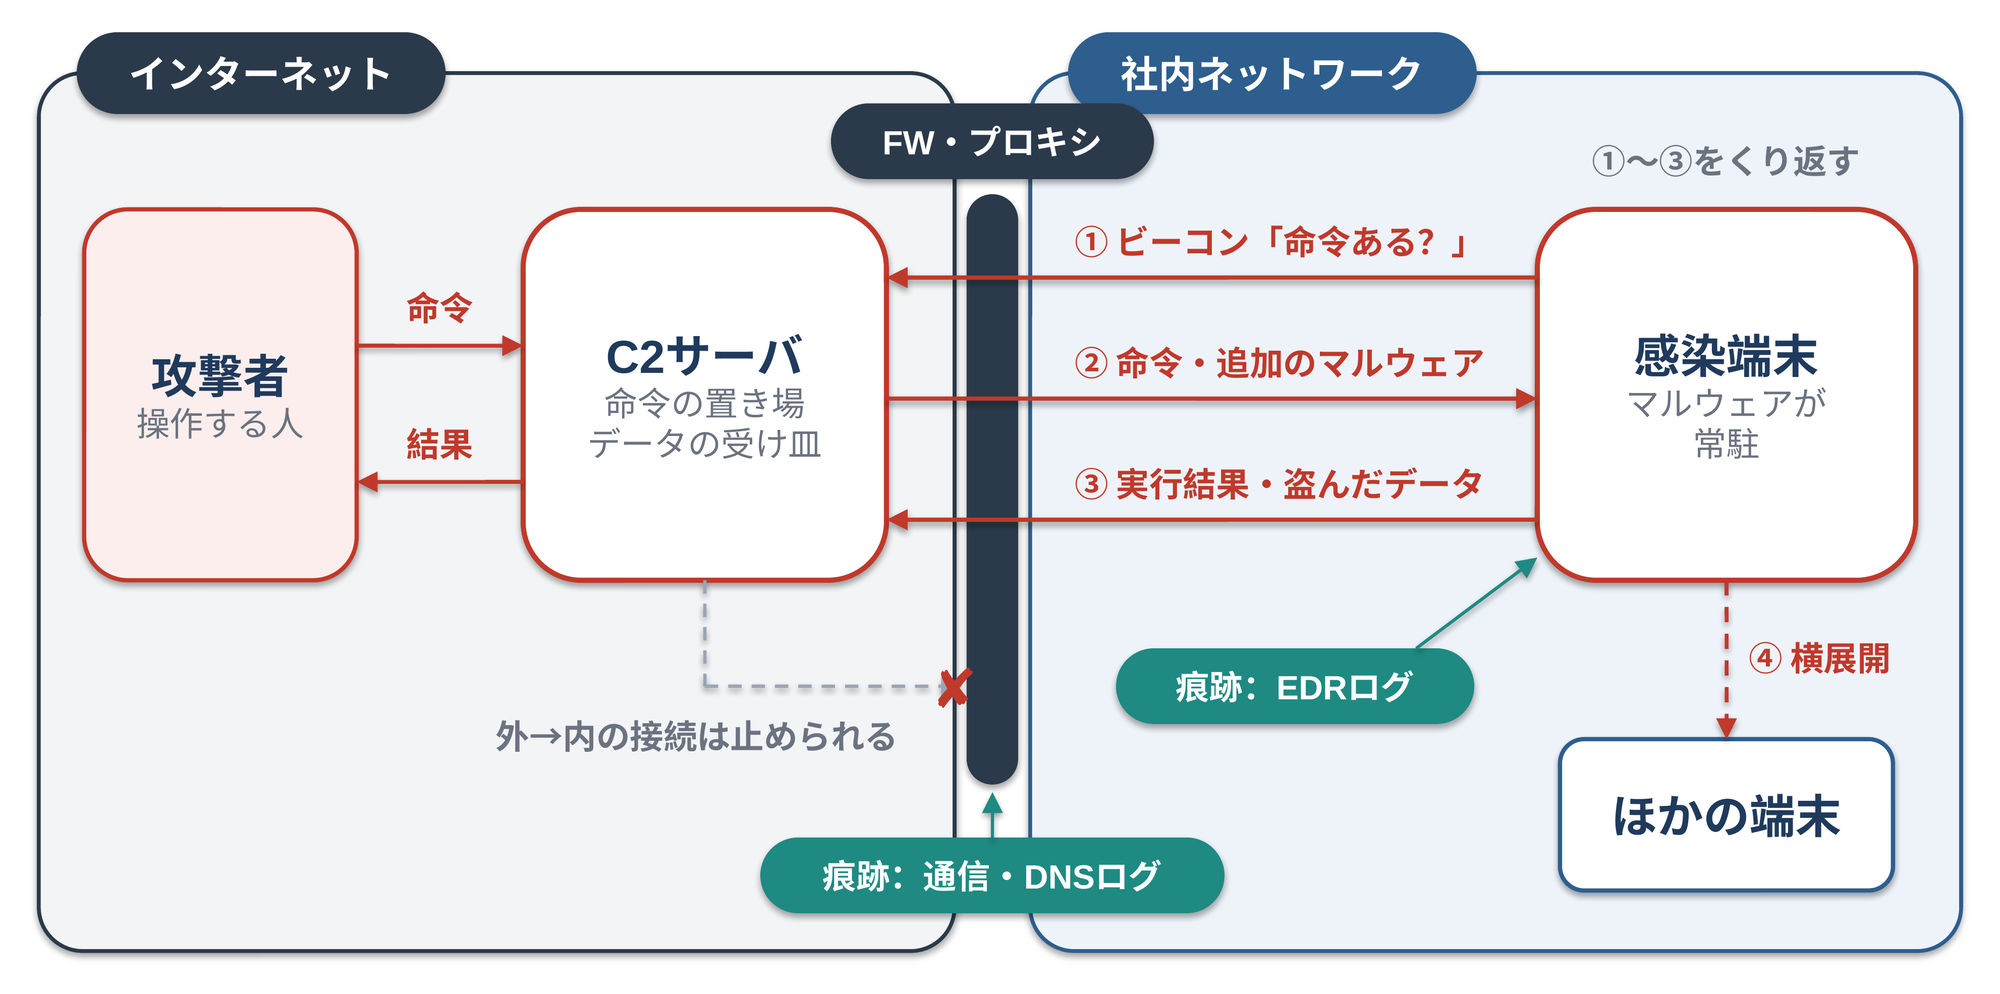 インターネット
社内ネットワーク
FW・プロキシ
①〜③をくり返す
① ビーコン「命令ある？」
命令
攻撃者
操作する人
C2サーバ
命令の置き場
データの受け皿
② 命令・追加のマルウェア
感染端末
マルウェアが
常駐
結果
③ 実行結果・盗んだデータ
④ 横展開
痕跡：EDRログ
外→内の接続は止められる
ほかの端末
痕跡：通信・DNSログ